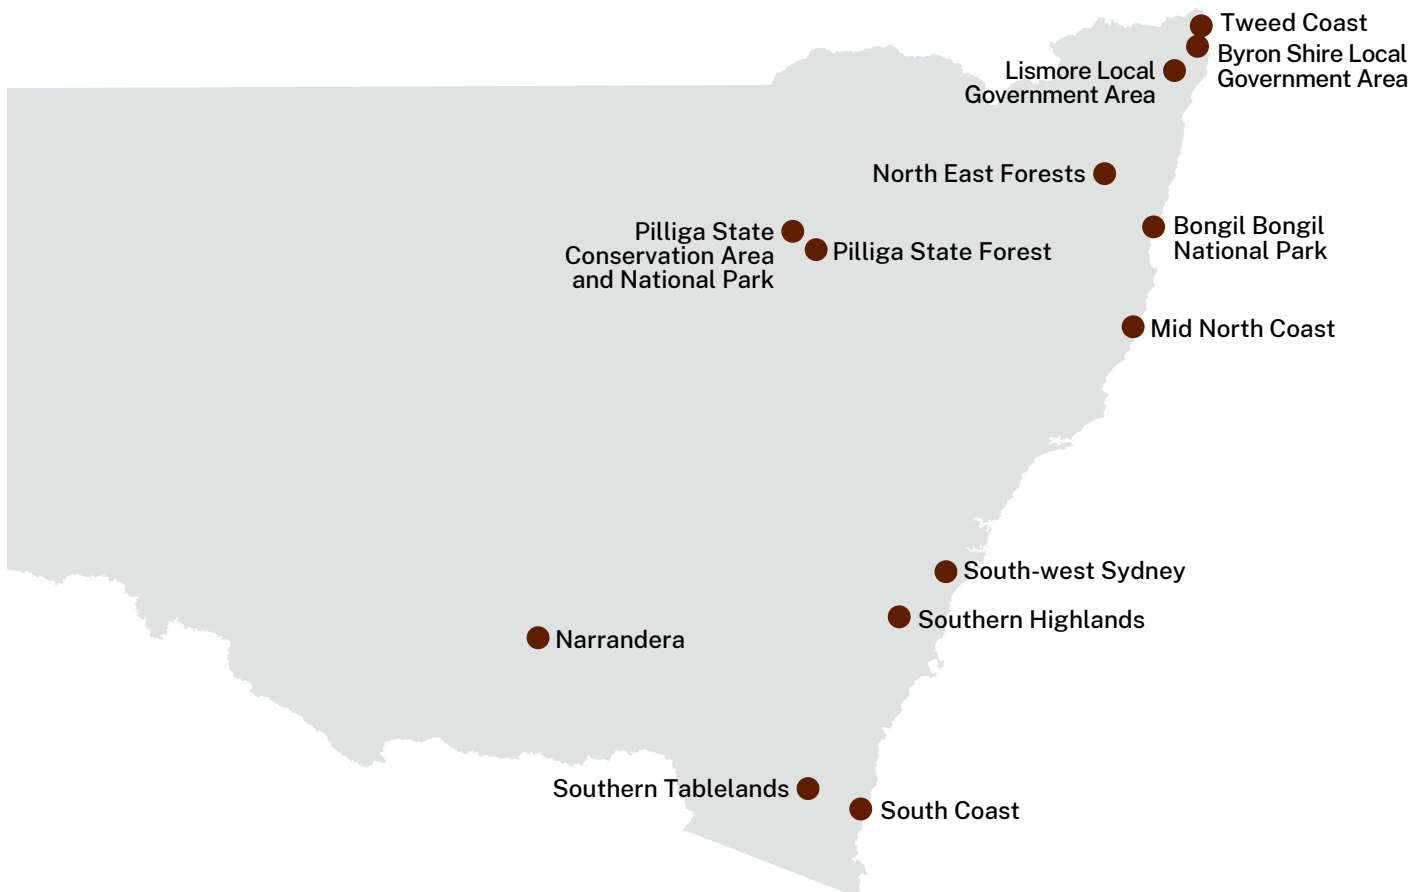 Tweed Coast
Byron Shire Local
Government Area
Lismore Local
Government Area
North East Forests
Bongil Bongil
National Park
Pilliga State
Conservation Area
and National Park
Pilliga State Forest
Mid North Coast
South-west Sydney
Southern Highlands
Narrandera
Southern Tablelands
South Coast